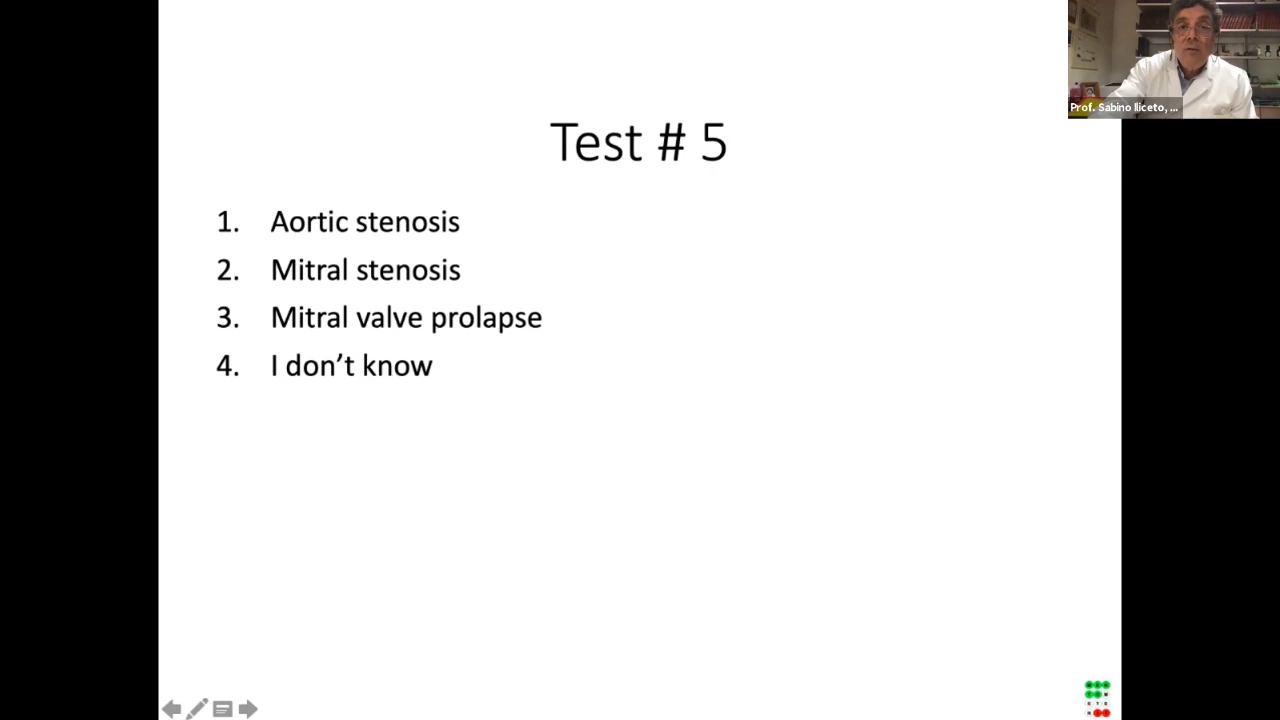 Prof. Sabino Iliceto, ...
Test # 5
1. Aortic stenosis
2. Mitral stenosis
3. Mitral valve prolapse
4. I don’t know